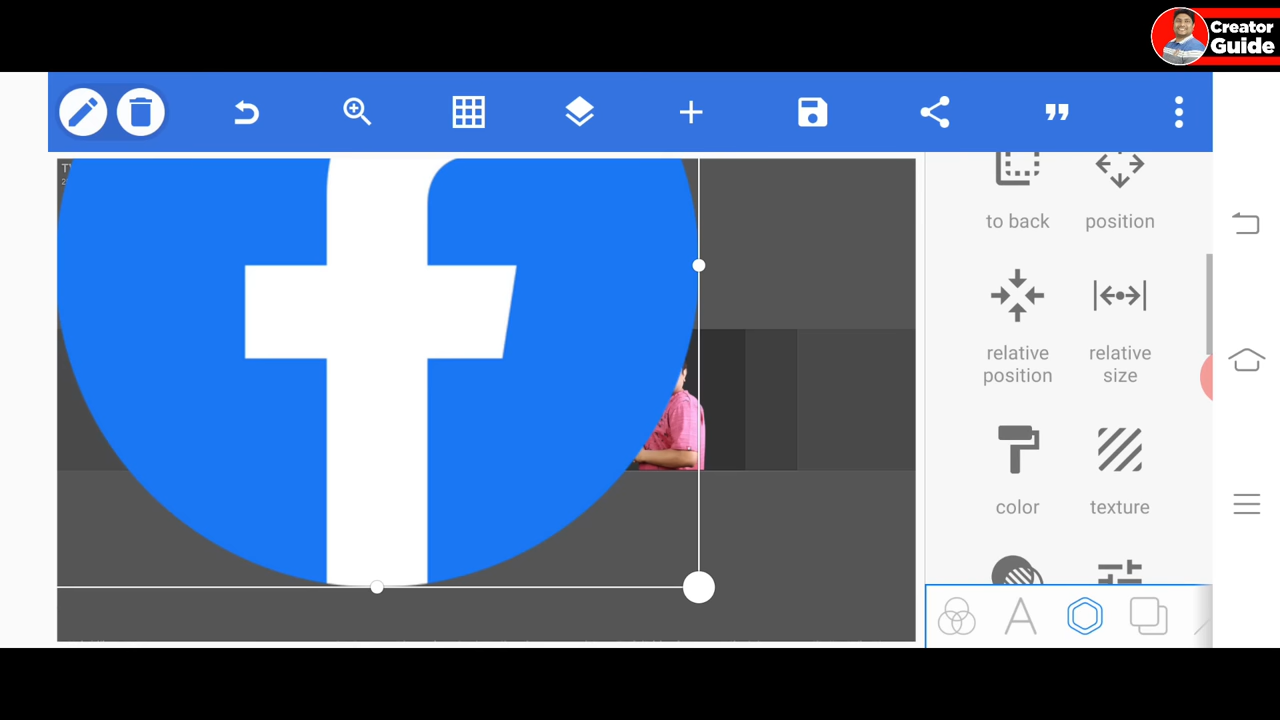 Creator
Guide
to back
position
relative
position
relative
size
color
texture